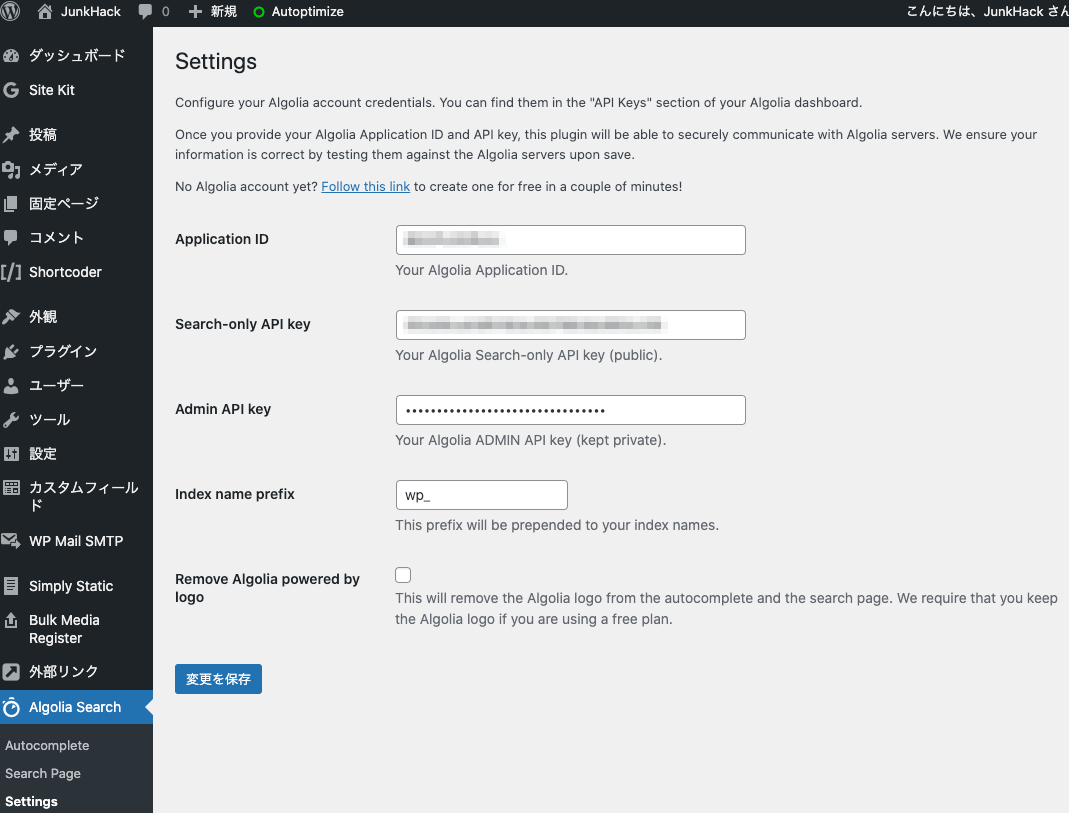 JunkHack 0 新規 Autoptimize こんにちは、JunkHack さん
ダッシュボード
Site Kit
投稿
メディア
固定ページ
コメント
Shortcoder
外観
プラグイン
ユーザー
ツール
設定
カスタムフィール
ド
WP Mail SMTP
Simply Static
Bulk Media
Register
外部リンク
Algolia Search
Autocomplete
Search Page
Settings
Settings
Configure your Algolia account credentials. You can find them in the "API Keys" section of your Algolia dashboard.
Once you provide your Algolia Application ID and API key, this plugin will be able to securely communicate with Algolia servers. We ensure your
information is correct by testing them against the Algolia servers upon save.
No Algolia account yet? Follow this link to create one for free in a couple of minutes!
Application ID
Your Algolia Application ID.
Search-only API key
Your Algolia Search-only API key (public).
Admin API key
••••••••••••••••••••••••••••••••
Your Algolia ADMIN API key (kept private).
Index name prefix
wp_
This prefix will be prepended to your index names.
Remove Algolia powered by
logo
This will remove the Algolia logo from the autocomplete and the search page. We require that you keep
the Algolia logo if you are using a free plan.
変更を保存